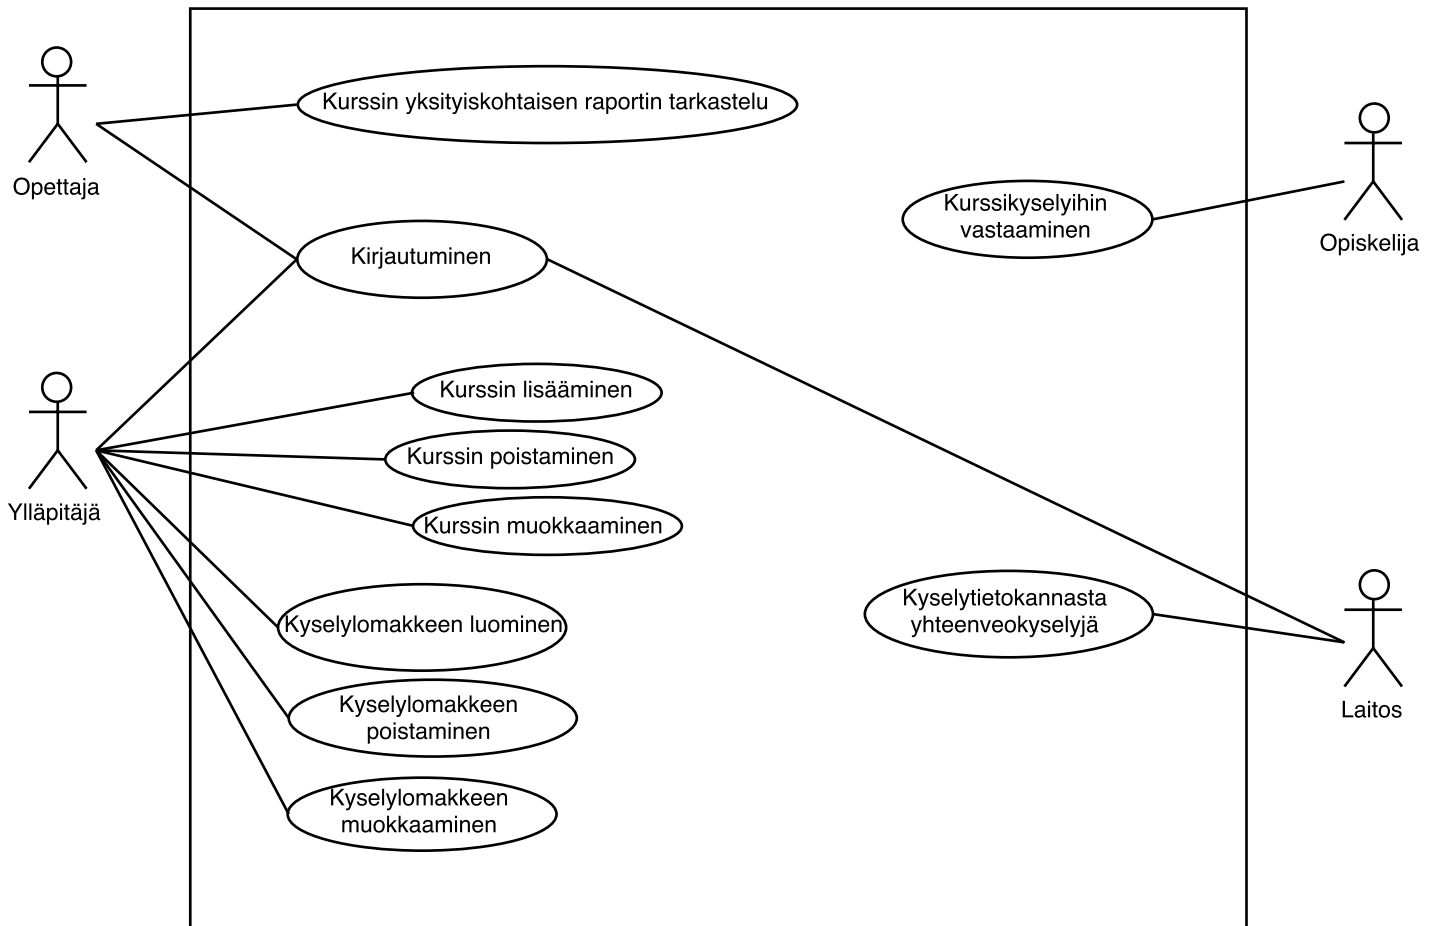 Kurssin yksityiskohtaisen raportin tarkastelu
Opettaja
Kurssikyselyihin
vastaaminen
Opiskelija
Kirjautuminen
Kurssin lisääminen
Kurssin poistaminen
Ylläpitäjä
Kurssin muokkaaminen
Kyselylomakkeen luominen
Kyselytietokannasta
yhteenveokyselyjä
Kyselylomakkeen
poistaminen
Laitos
Kyselylomakkeen
muokkaaminen